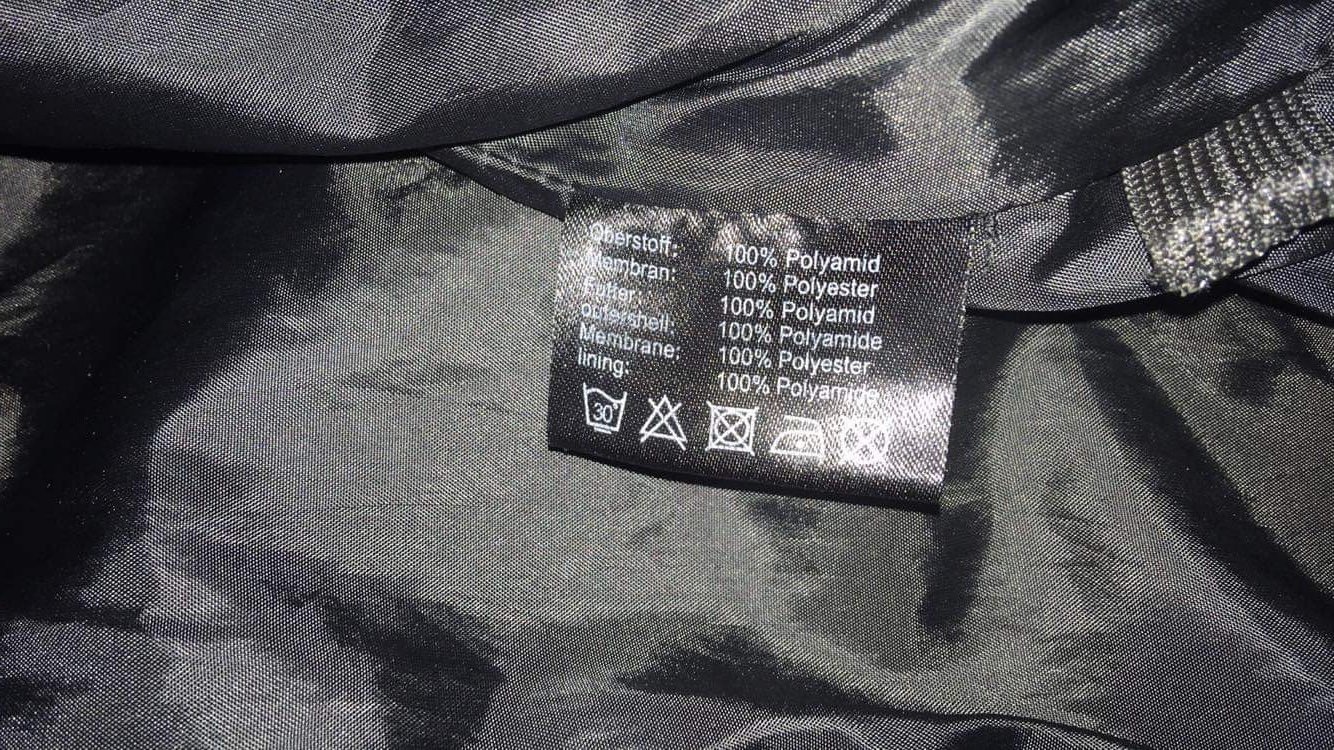 Oberstoff: 100% Polyamid
Membran: 100% Polyester
Futter: 100% Polyamid
outershell: 100% Polyamide
Membrane: 100% Polyester
lining: 100% Polyamide
30°